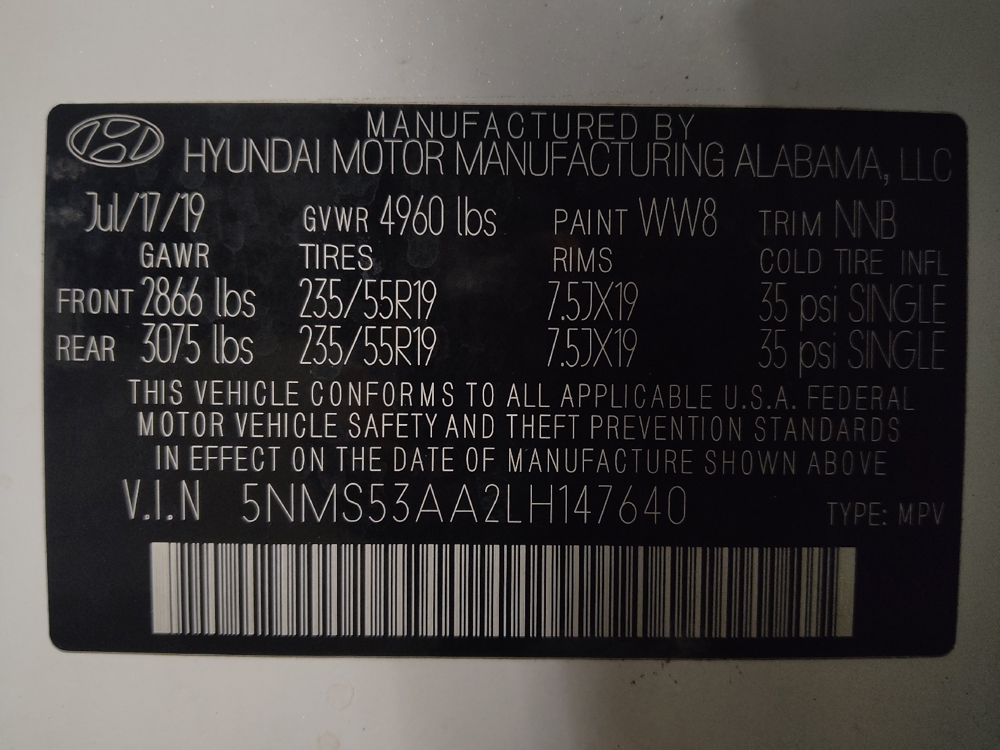 MANUFACTURED BY
HYUNDAI MOTOR MANUFACTURING ALABAMA, LLC
Jul/17/19 GVWR 4960 lbs PAINT WW8 TRIM NNB
GAWR TIRES RIMS COLD TIRE INFL
FRONT 2866 lbs 235/55R19 7.5JX19 35 psi SINGLE
REAR 3075 lbs 235/55R19 7.5JX19 35 psi SINGLE
THIS VEHICLE CONFORMS TO ALL APPLICABLE U.S.A. FEDERAL
MOTOR VEHICLE SAFETY AND THEFT PREVENTION STANDARDS
IN EFFECT ON THE DATE OF MANUFACTURE SHOWN ABOVE
V.I.N 5NMS53AA2LH147640 TYPE: MPV